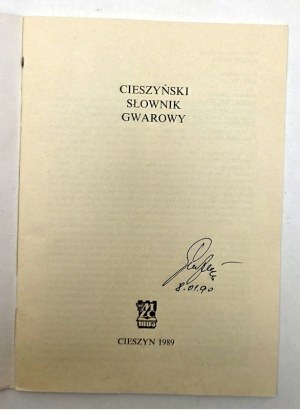 CIESZYŃSKI
SŁOWNIK
GWAROWY
8.01.90
CIESZYN 1989